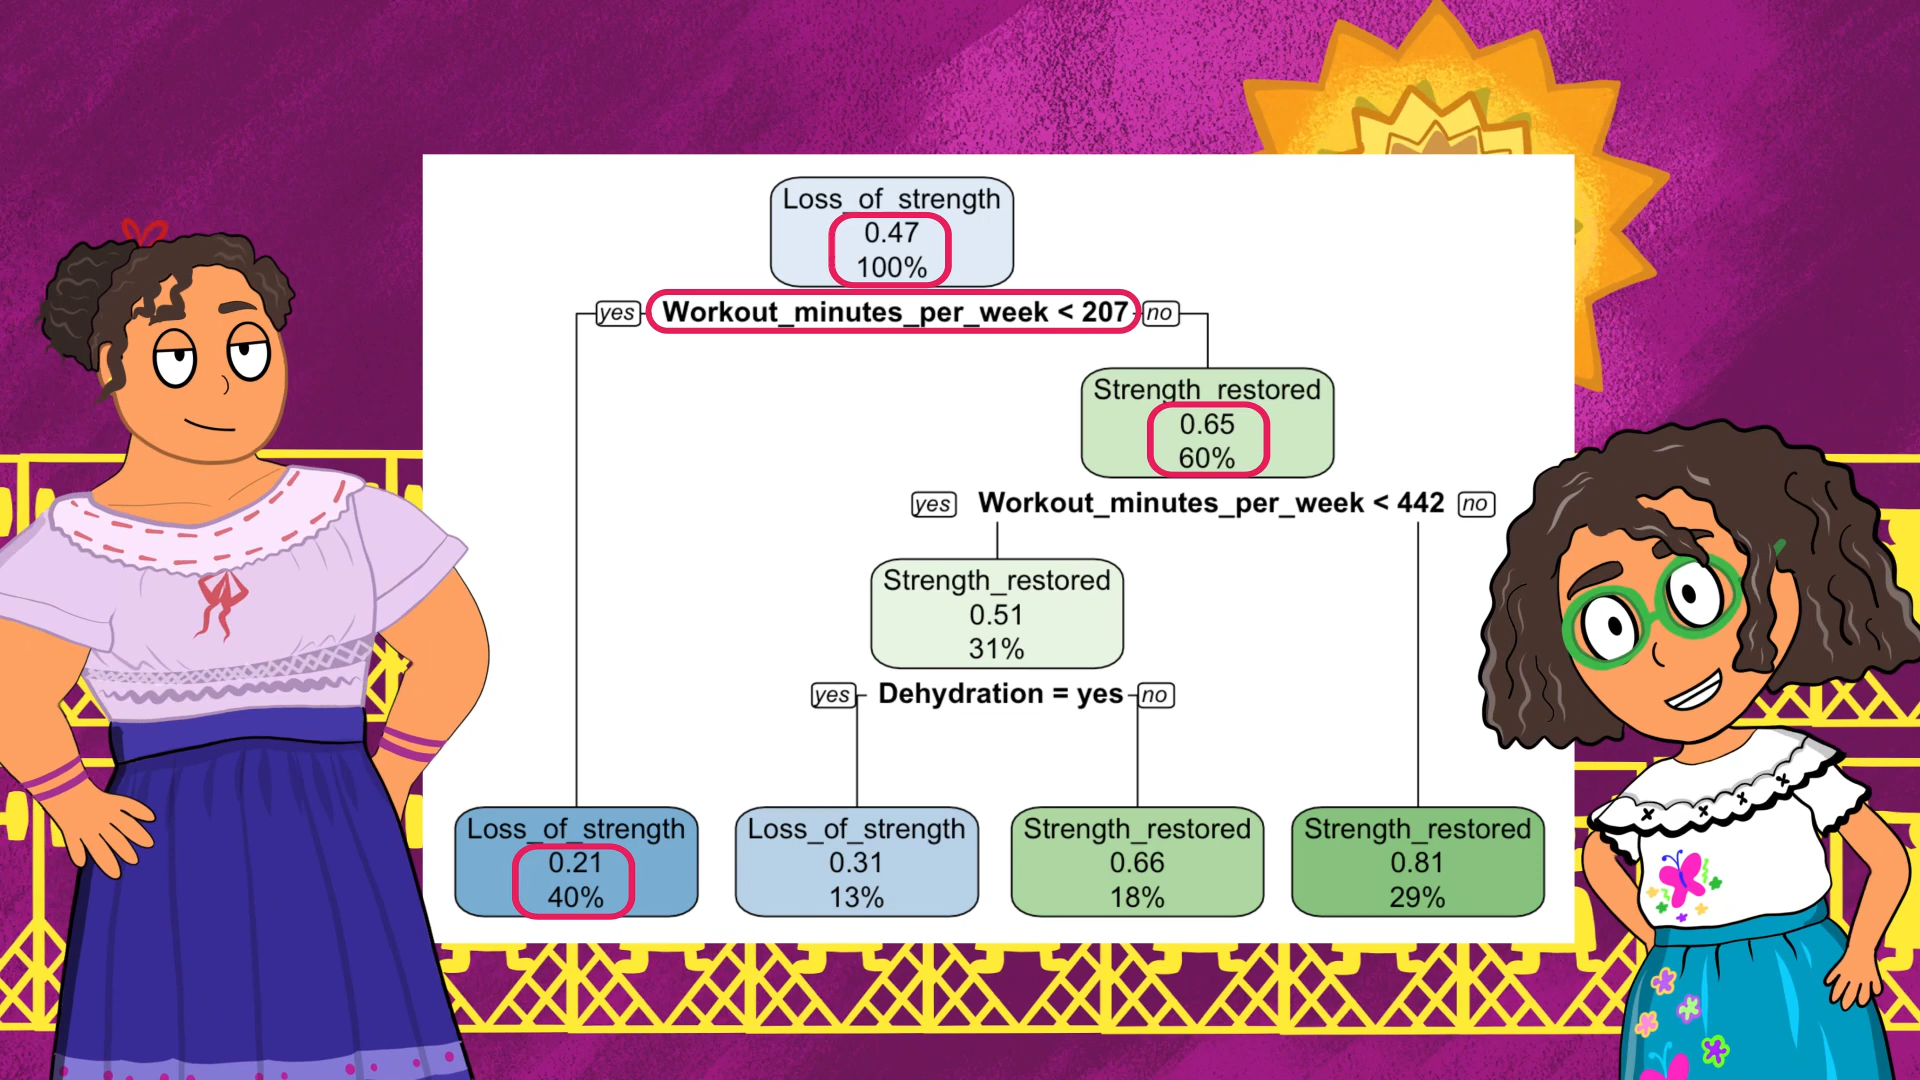 Loss_of_strength
0.47
100%
yes Workout_minutes_per_week < 207 no
Strength_restored
0.65
60%
yes Workout_minutes_per_week < 442 no
Strength_restored
0.51
31%
yes Dehydration = yes no
Loss_of_strength
0.21
40%
Loss_of_strength
0.31
13%
Strength_restored
0.66
18%
Strength_restored
0.81
29%